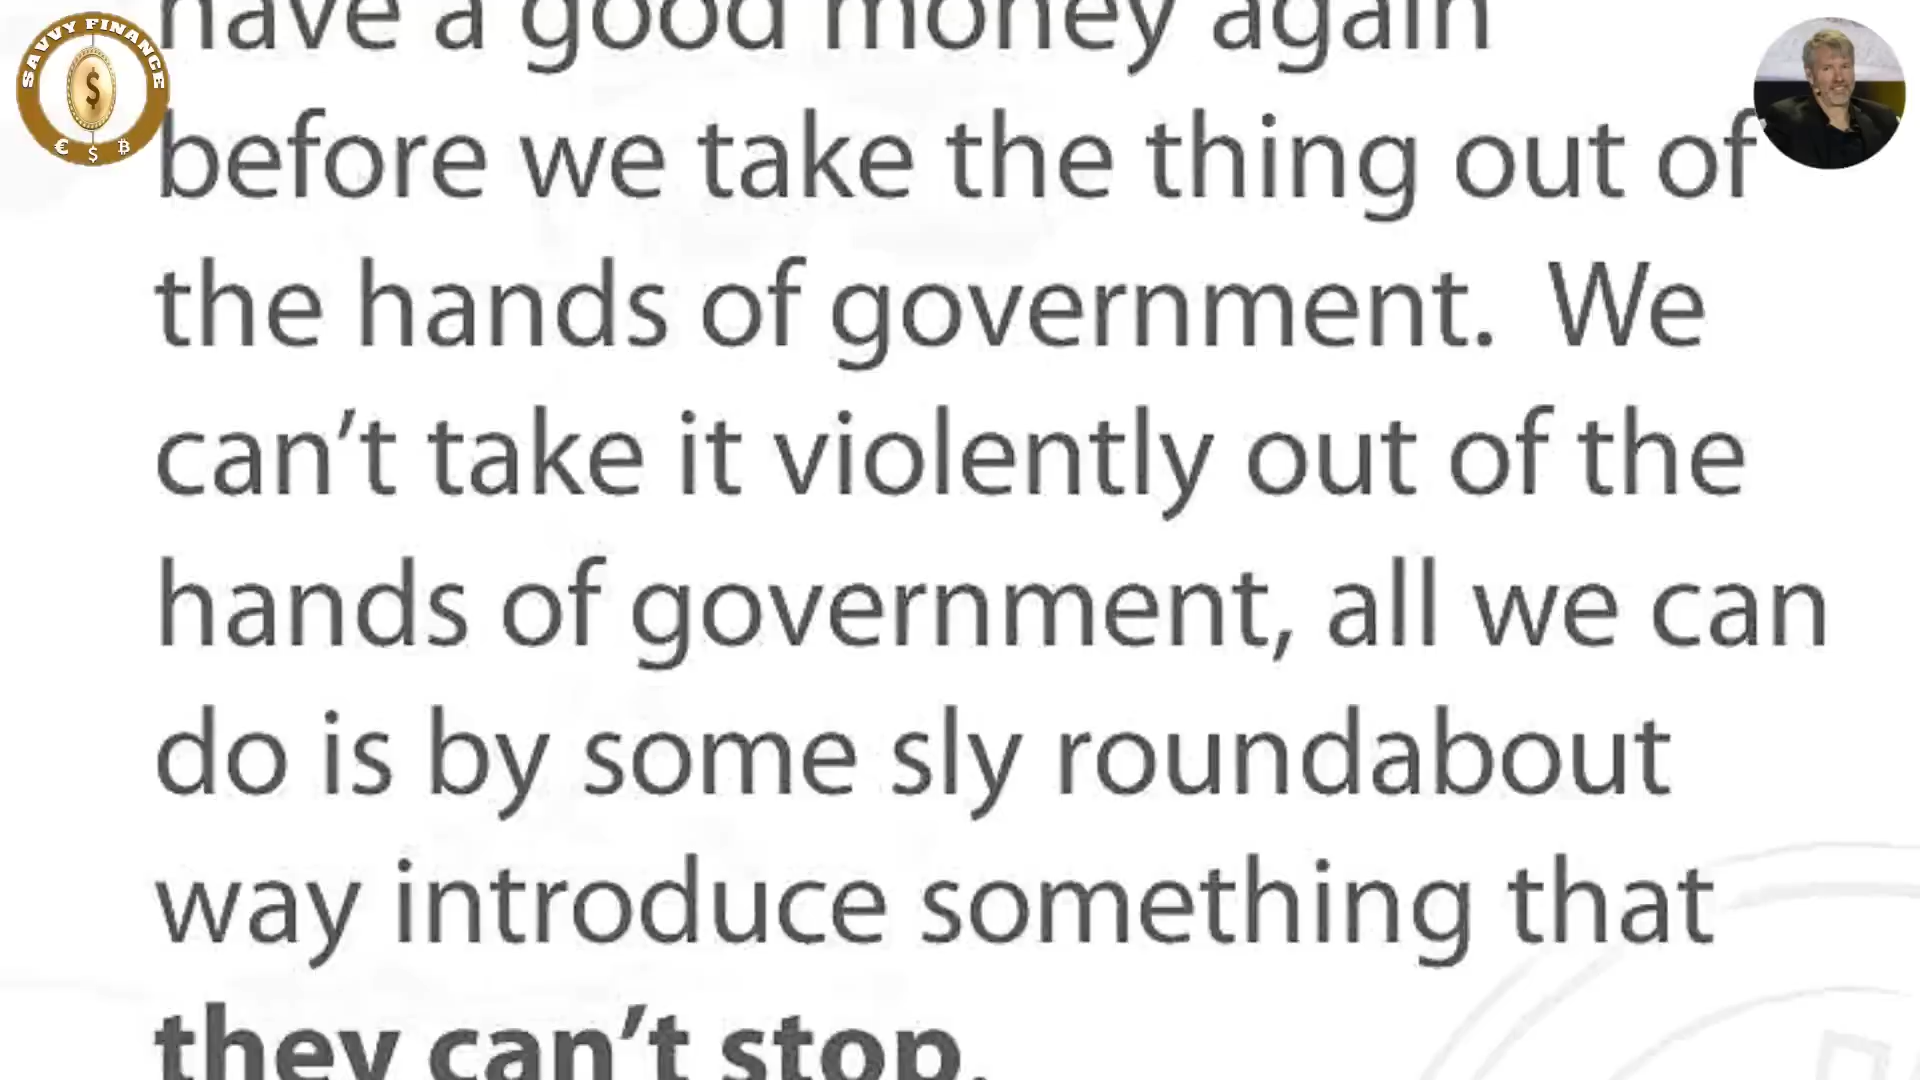 SAVVY FINANCE
$
€ $ ₿
have a good money again
before we take the thing out of
the hands of government.  We
can’t take it violently out of the
hands of government, all we can
do is by some sly roundabout
way introduce something that
they can’t stop.